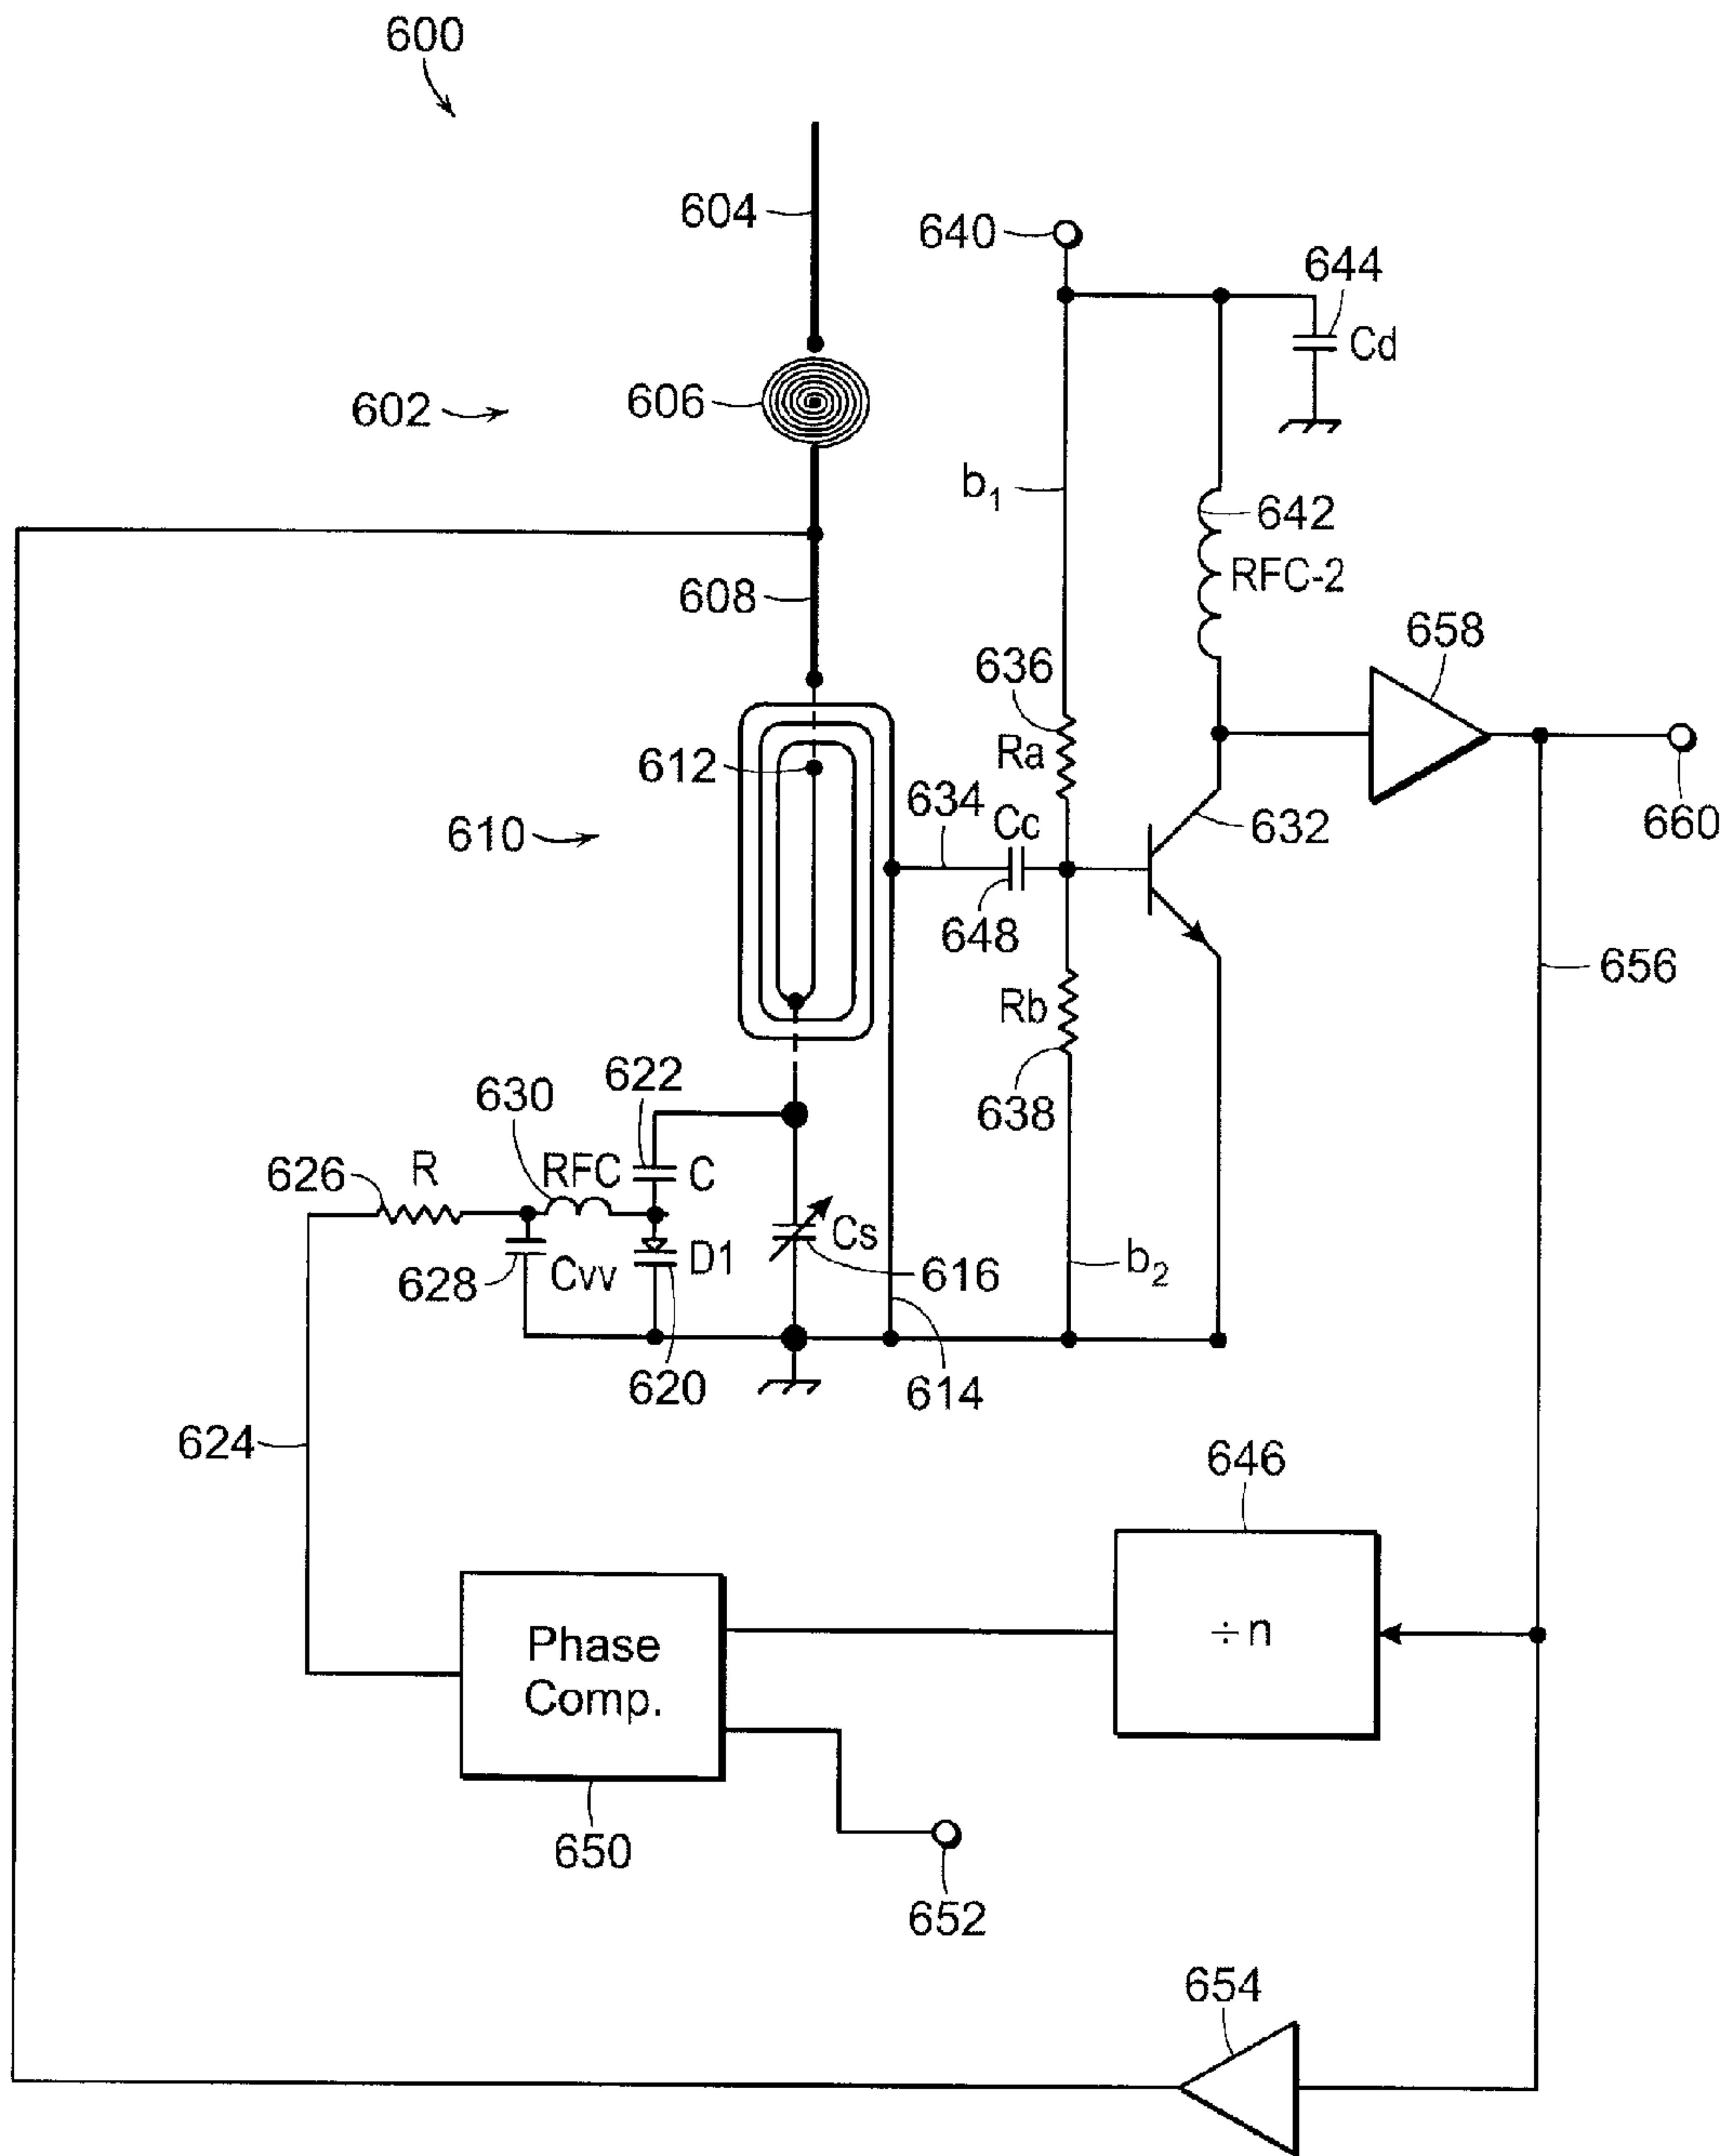 600
604
640
644
Cd
602
606
b1
642
RFC-2
608
658
636
Ra
612
634
Cc
610
632
660
648
656
Rb
622
638
630
626
R
RFC
C
Cs
D1
616
b2
628
Cvv
620
614
624
646
÷ n
Phase
Comp.
650
652
654